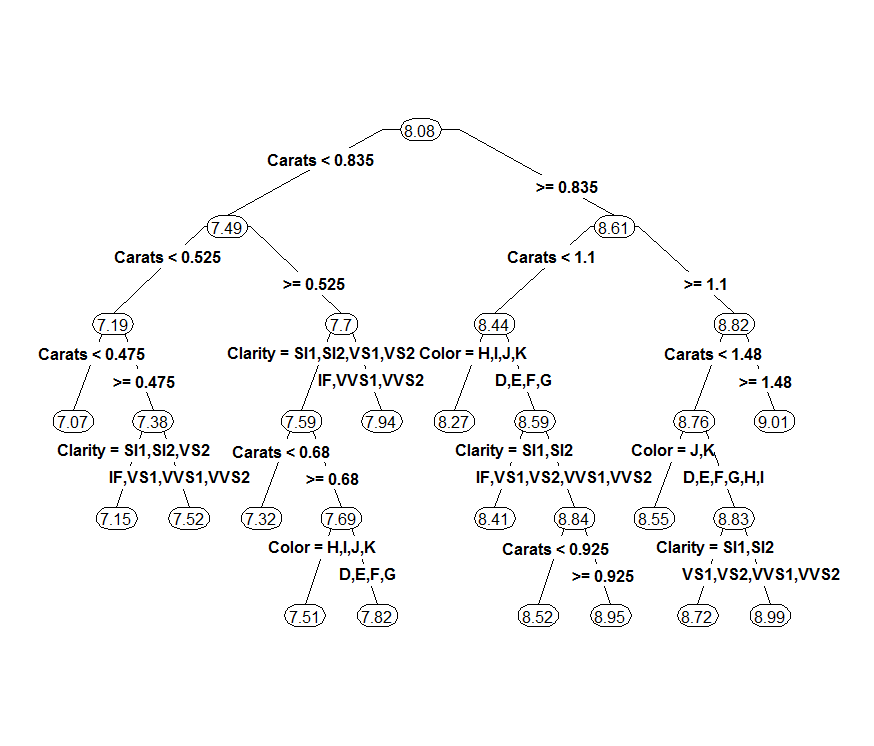 8.08
Carats < 0.835
>= 0.835
7.49
8.61
Carats < 0.525
Carats < 1.1
>= 0.525
>= 1.1
7.19
7.7
8.44
8.82
Carats < 0.475
Clarity = SI1,SI2,VS1,VS2
Color = H,I,J,K
Carats < 1.48
>= 0.475
IF,VVS1,VVS2
D,E,F,G
>= 1.48
7.07
7.38
7.59
7.94
8.27
8.59
8.76
9.01
Clarity = SI1,SI2,VS2
Carats < 0.68
Clarity = SI1,SI2
Color = J,K
IF,VS1,VVS1,VVS2
>= 0.68
IF,VS1,VS2,VVS1,VVS2
D,E,F,G,H,I
7.15
7.52
7.32
7.69
8.41
8.84
8.55
8.83
Color = H,I,J,K
Carats < 0.925
Clarity = SI1,SI2
D,E,F,G
>= 0.925
VS1,VS2,VVS1,VVS2
7.51
7.82
8.52
8.95
8.72
8.99